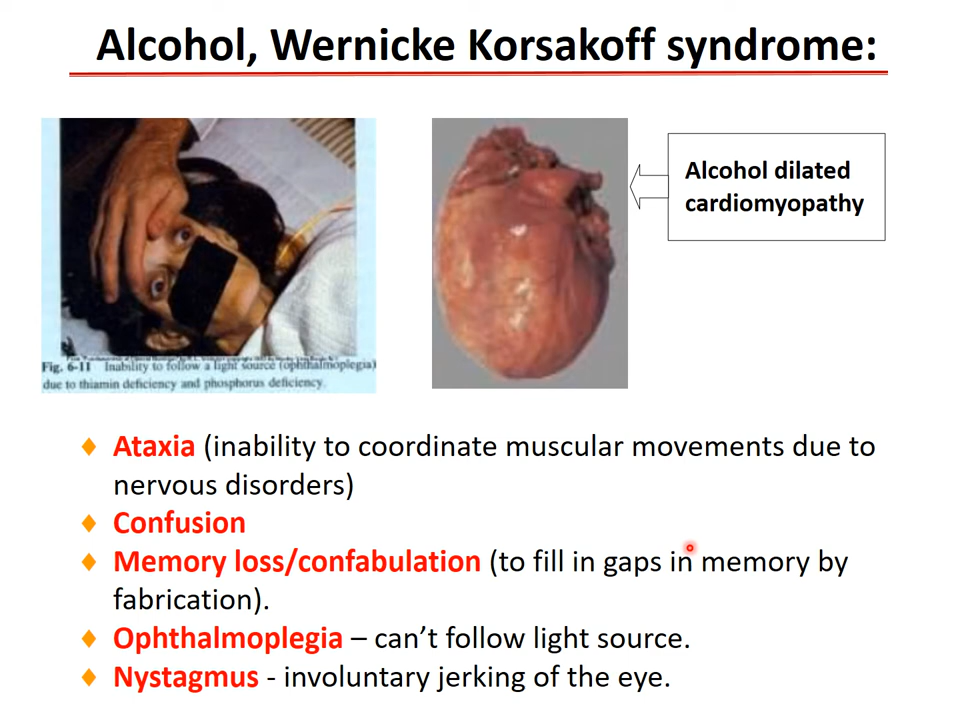 Alcohol, Wernicke Korsakoff syndrome:
Alcohol dilated
cardiomyopathy
Fig. 6-11 Inability to follow a light source (ophthalmoplegia)
due to thiamin deficiency and phosphorus deficiency.
♦ Ataxia (inability to coordinate muscular movements due to
nervous disorders)
♦ Confusion
♦ Memory loss/confabulation (to fill in gaps in memory by
fabrication).
♦ Ophthalmoplegia – can't follow light source.
♦ Nystagmus - involuntary jerking of the eye.